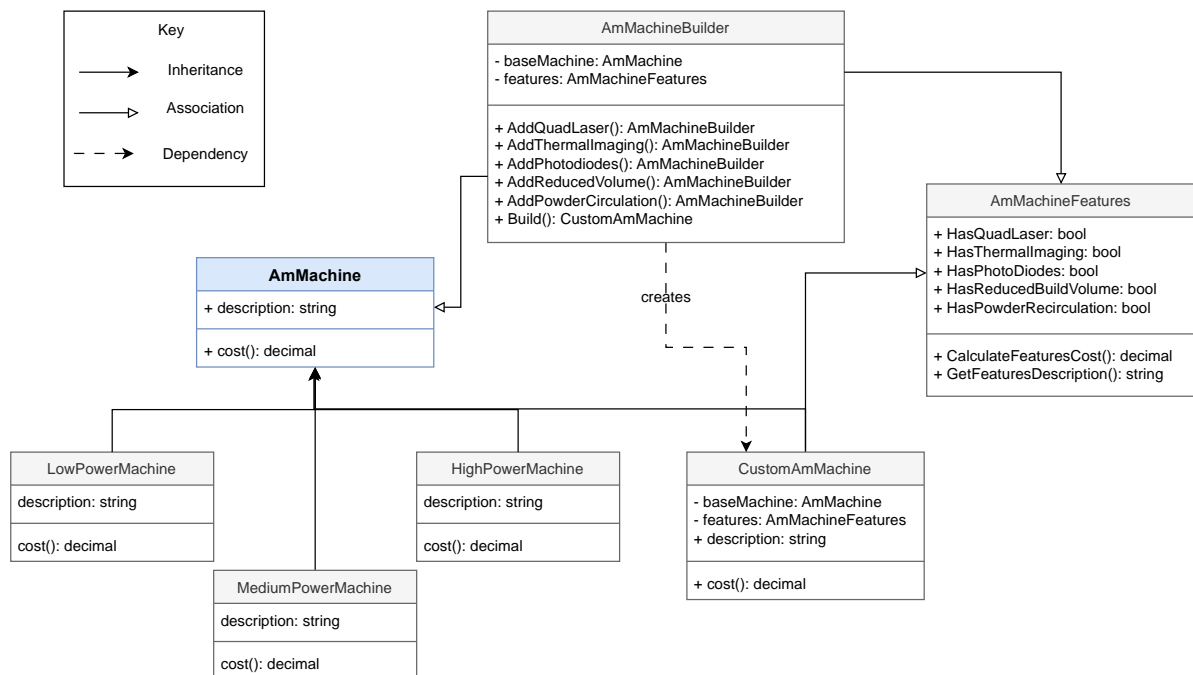 Key
Inheritance
Association
Dependency
AmMachineBuilder
- baseMachine: AmMachine
- features: AmMachineFeatures
+ AddQuadLaser(): AmMachineBuilder
+ AddThermalImaging(): AmMachineBuilder
+ AddPhotodiodes(): AmMachineBuilder
+ AddReducedVolume(): AmMachineBuilder
+ AddPowderCirculation(): AmMachineBuilder
+ Build(): CustomAmMachine
AmMachineFeatures
+ HasQuadLaser: bool
+ HasThermalImaging: bool
+ HasPhotoDiodes: bool
+ HasReducedBuildVolume: bool
+ HasPowderRecirculation: bool
+ CalculateFeaturesCost(): decimal
+ GetFeaturesDescription(): string
AmMachine
+ description: string
+ cost(): decimal
creates
LowPowerMachine
description: string
cost(): decimal
HighPowerMachine
description: string
cost(): decimal
CustomAmMachine
- baseMachine: AmMachine
- features: AmMachineFeatures
+ description: string
+ cost(): decimal
MediumPowerMachine
description: string
cost(): decimal